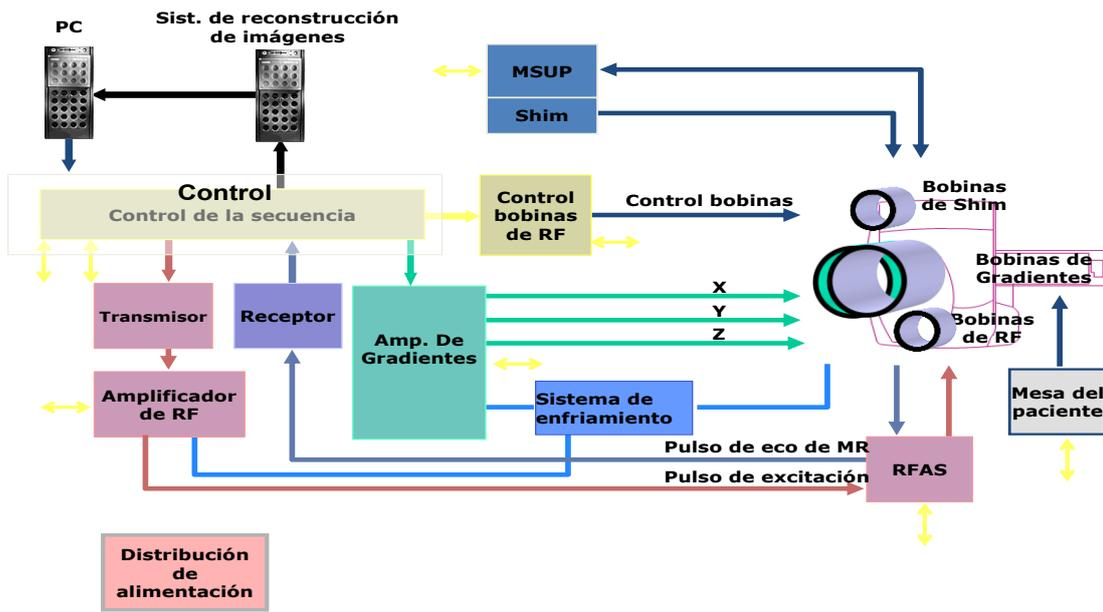 PC
Sist. de reconstrucción
de imágenes
MSUP
Shim
Control
Control de la secuencia
Control
bobinas
de RF
Control bobinas
Bobinas
de Shim
Bobinas de
Gradientes
Bobinas
de RF
X
Y
Z
Transmisor
Receptor
Amp. De
Gradientes
Amplificador
de RF
Sistema de
enfriamiento
Mesa del
paciente
Pulso de eco de MR
Pulso de excitación
RFAS
Distribución
de
alimentación